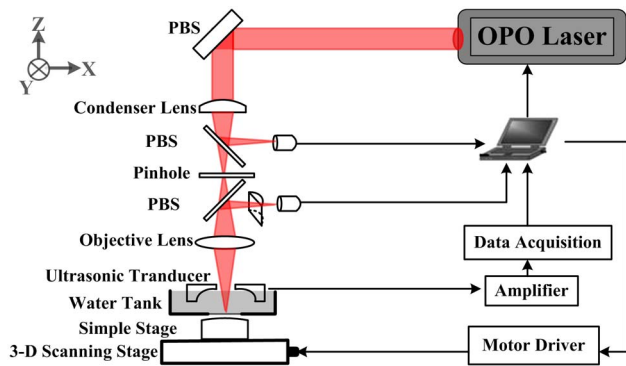 PBS
OPO Laser
Z
X
Y
Condenser Lens
PBS
Pinhole
PBS
Objective Lens
Data Acquisition
Ultrasonic Tranducer
Amplifier
Water Tank
Simple Stage
3-D Scanning Stage
Motor Driver